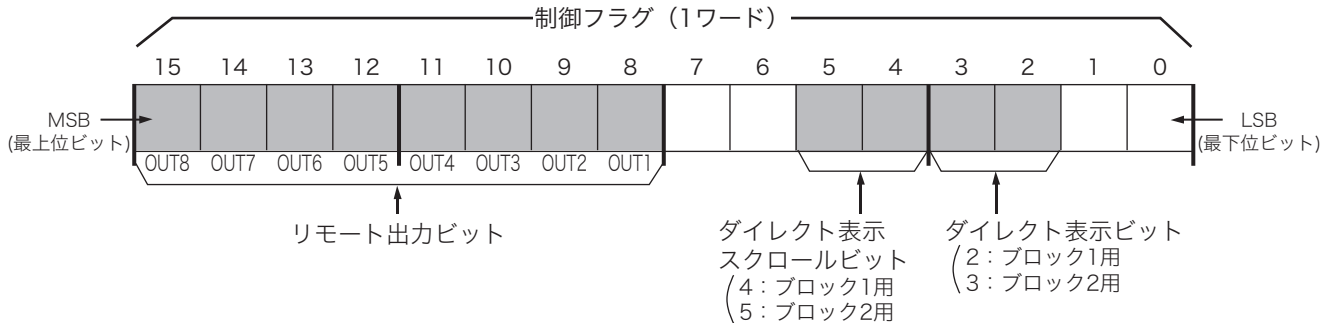 制御フラグ（1ワード）
15 14 13 12 11 10 9 8 7 6 5 4 3 2 1 0
MSB
(最上位ビット)
LSB
(最下位ビット)
OUT8 OUT7 OUT6 OUT5 OUT4 OUT3 OUT2 OUT1
リモート出力ビット
ダイレクト表示
スクロールビット
4：ブロック1用
5：ブロック2用
ダイレクト表示ビット
2：ブロック1用
3：ブロック2用